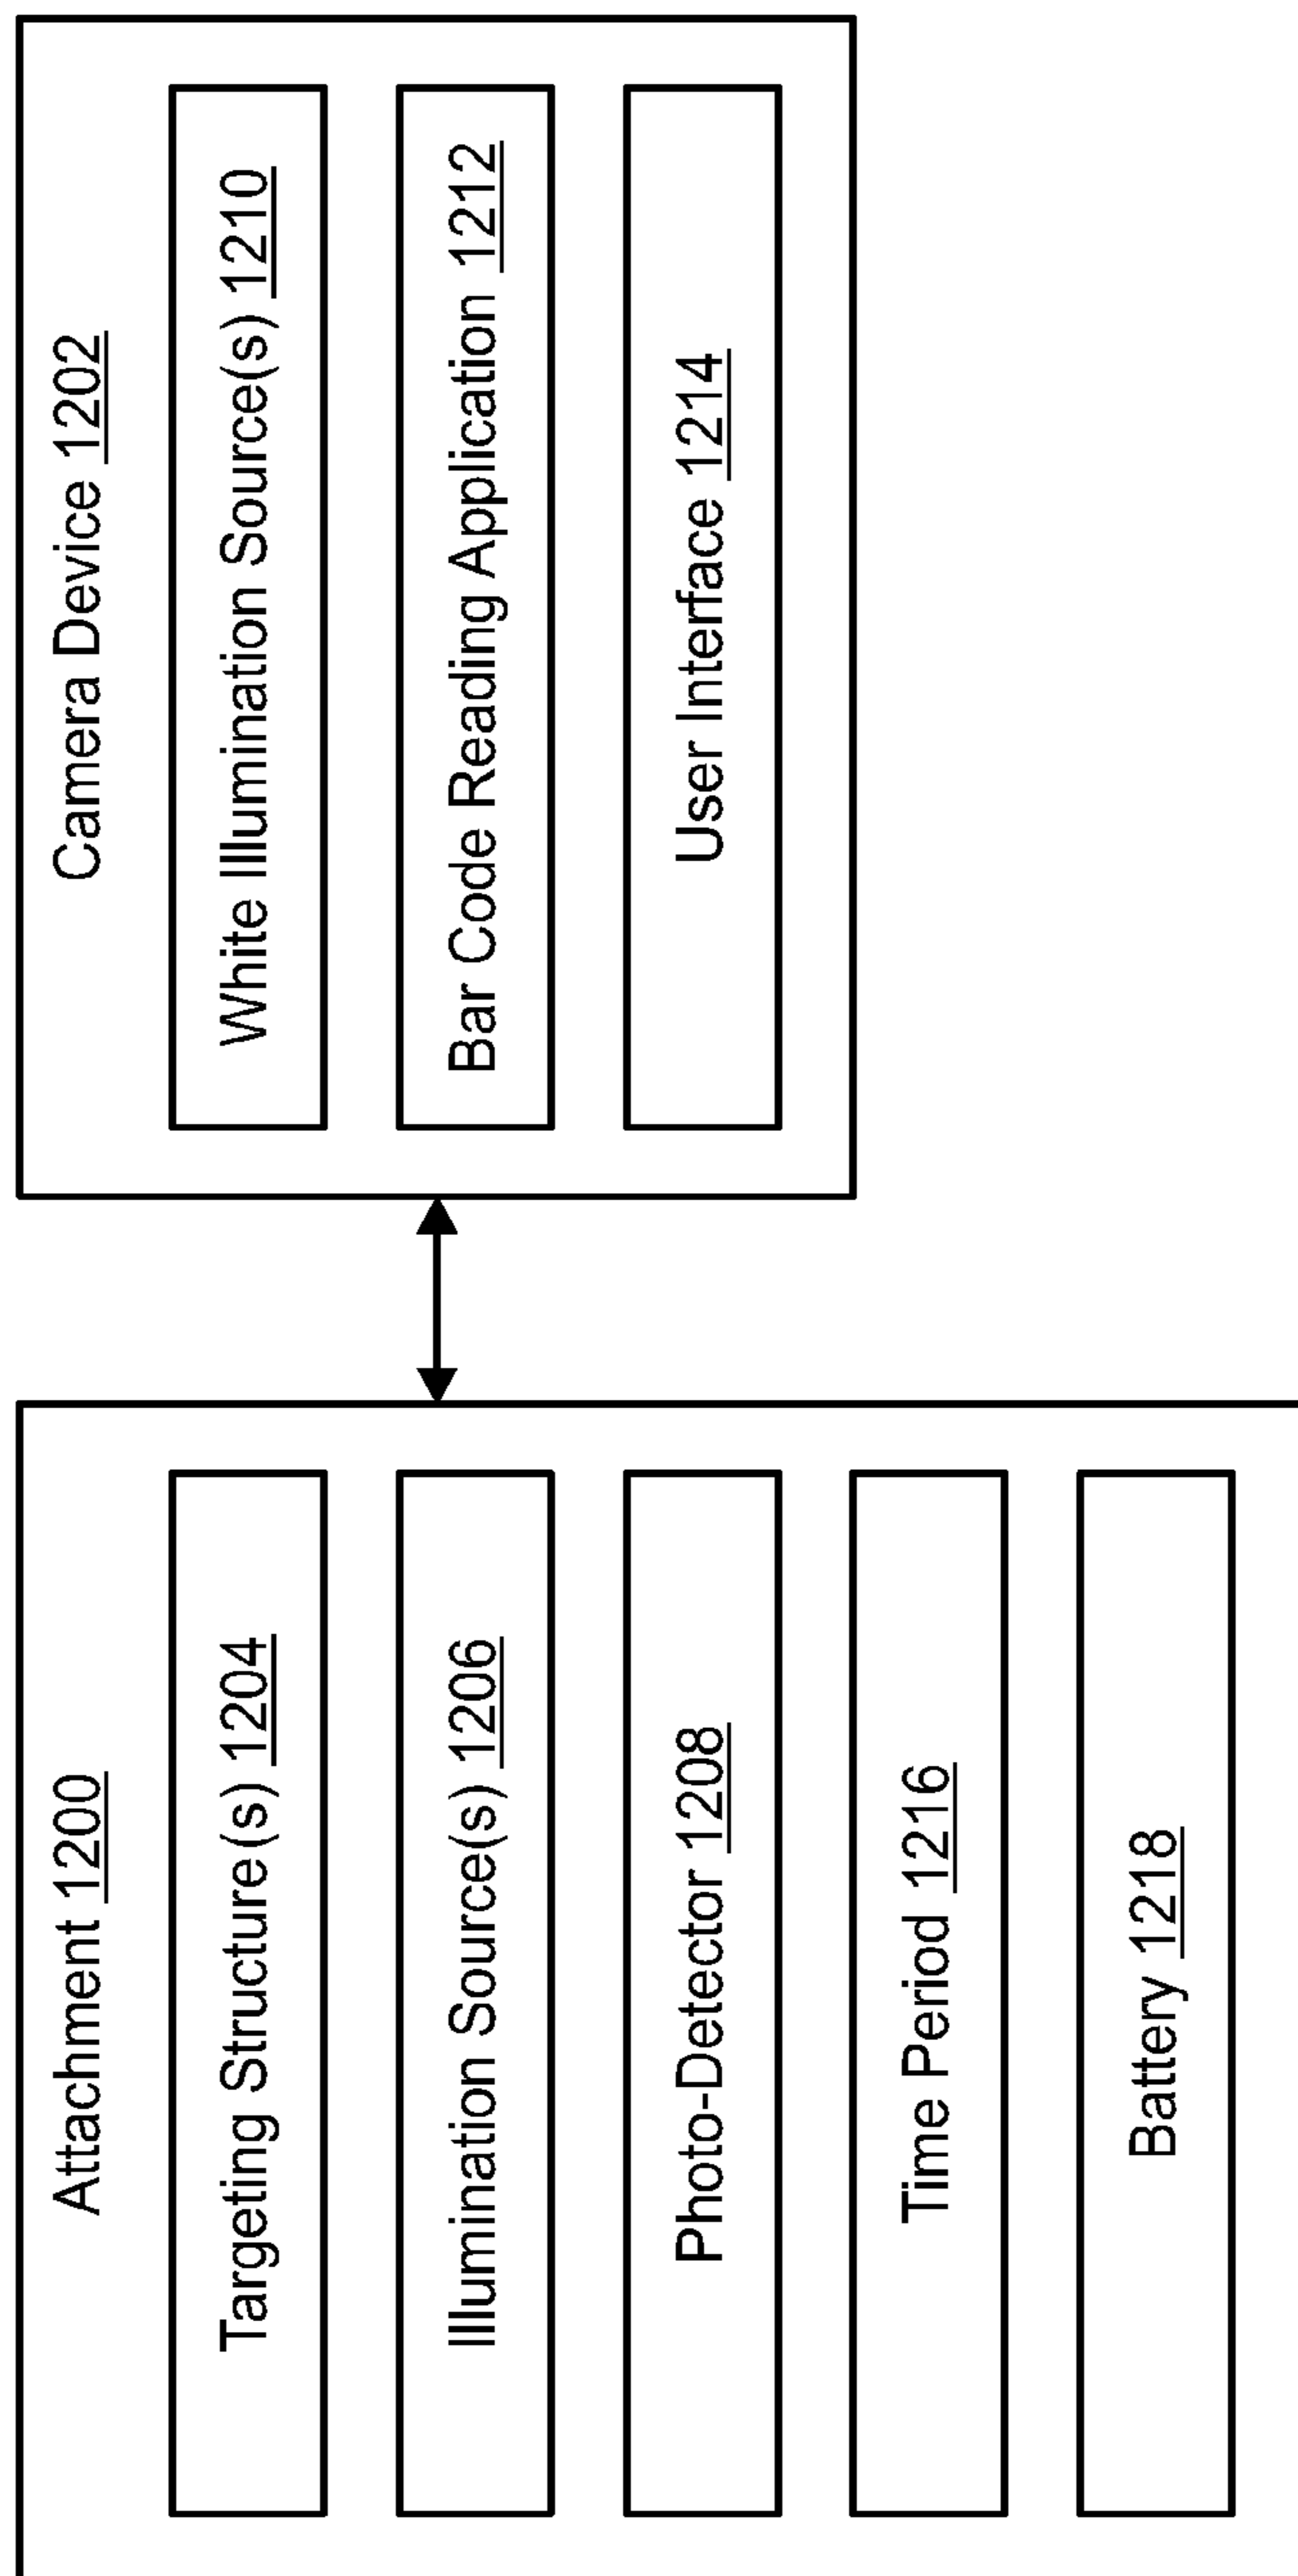 Attachment 1200
Targeting Structure(s) 1204
Illumination Source(s) 1206
Photo-Detector 1208
Time Period 1216
Battery 1218
Camera Device 1202
White Illumination Source(s) 1210
Bar Code Reading Application 1212
User Interface 1214